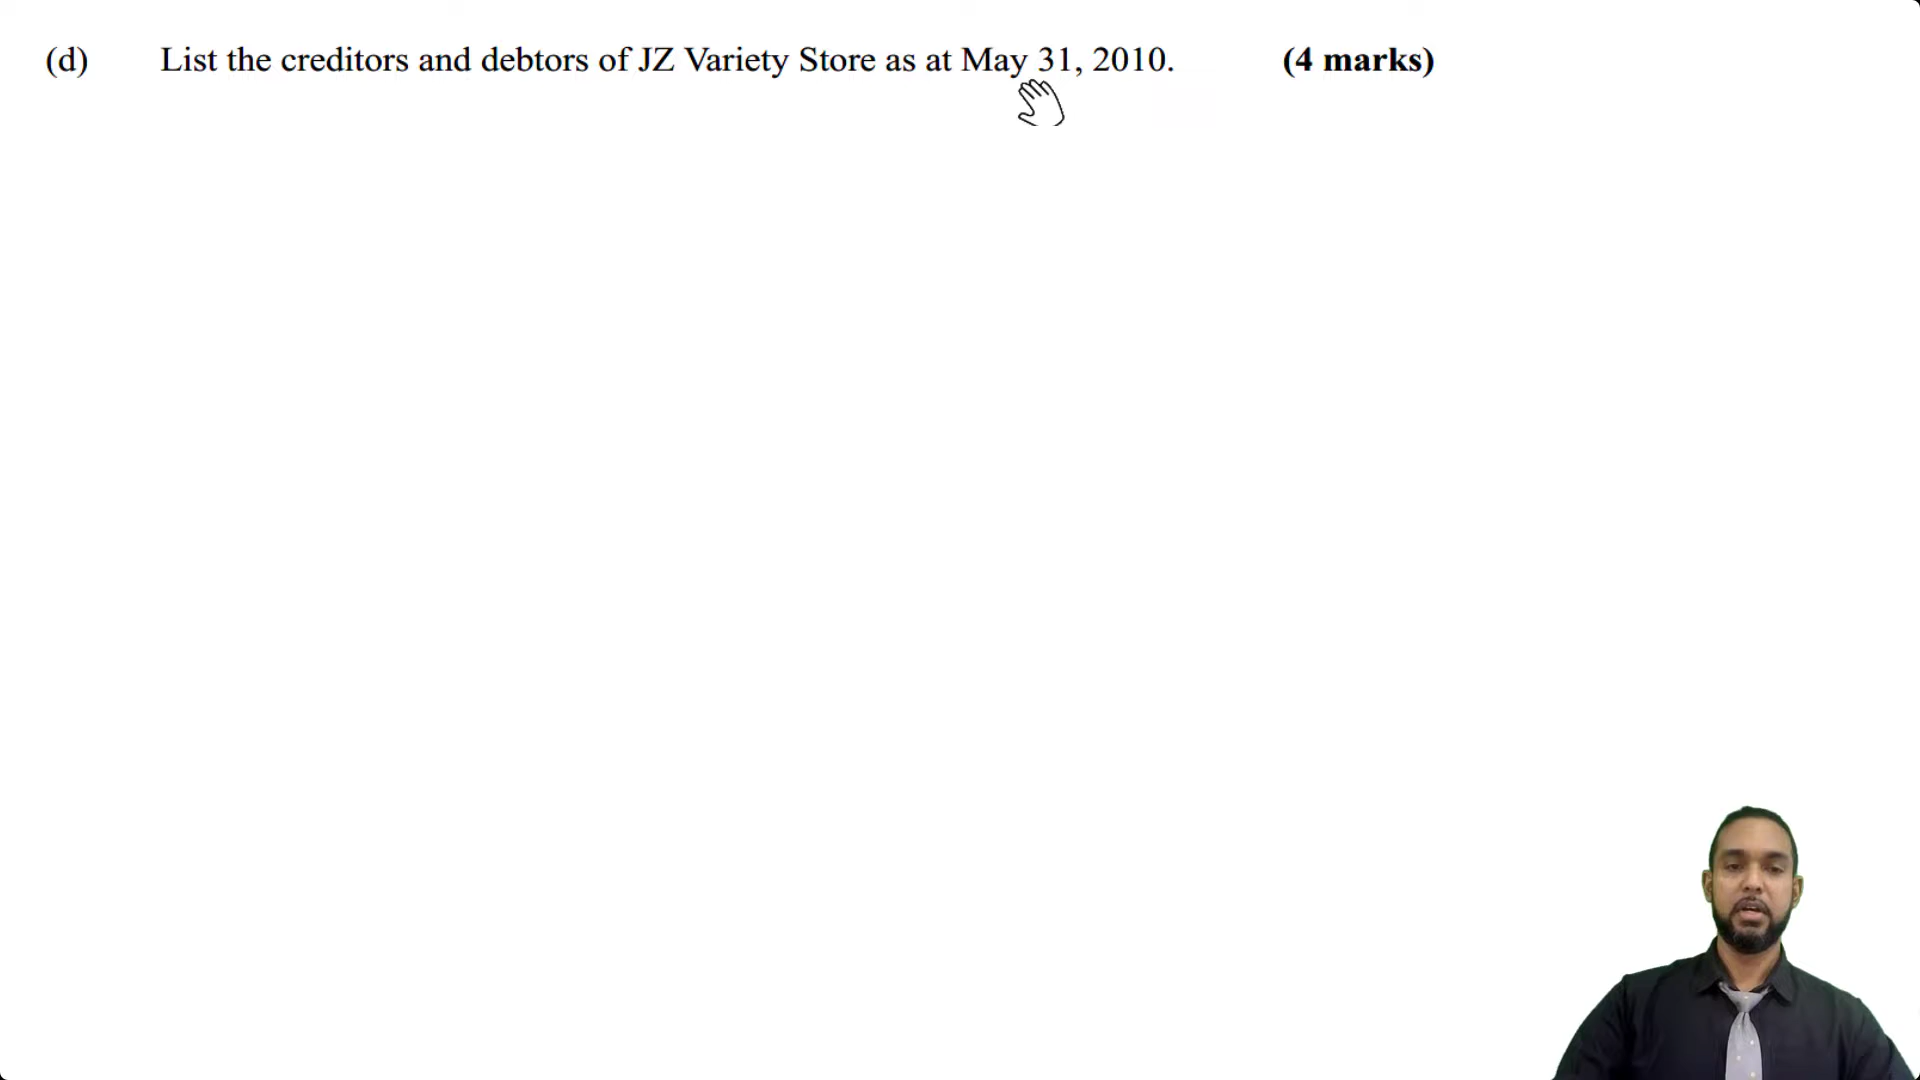 (d) List the creditors and debtors of JZ Variety Store as at May 31, 2010. (4 marks)